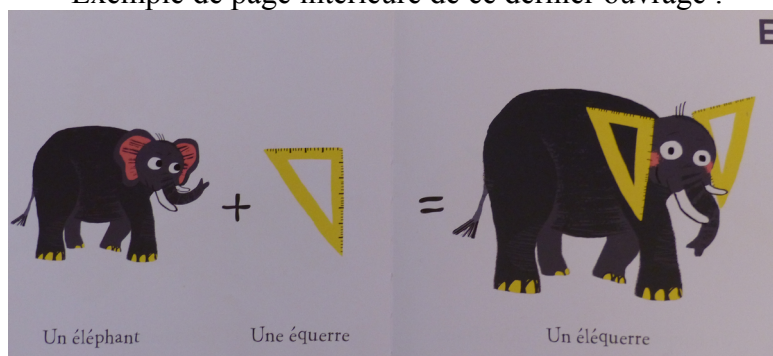 Exemple de page intérieure de ce dernier ouvrage :
E
+
=
Un éléphant
Une équerre
Un éléquerre